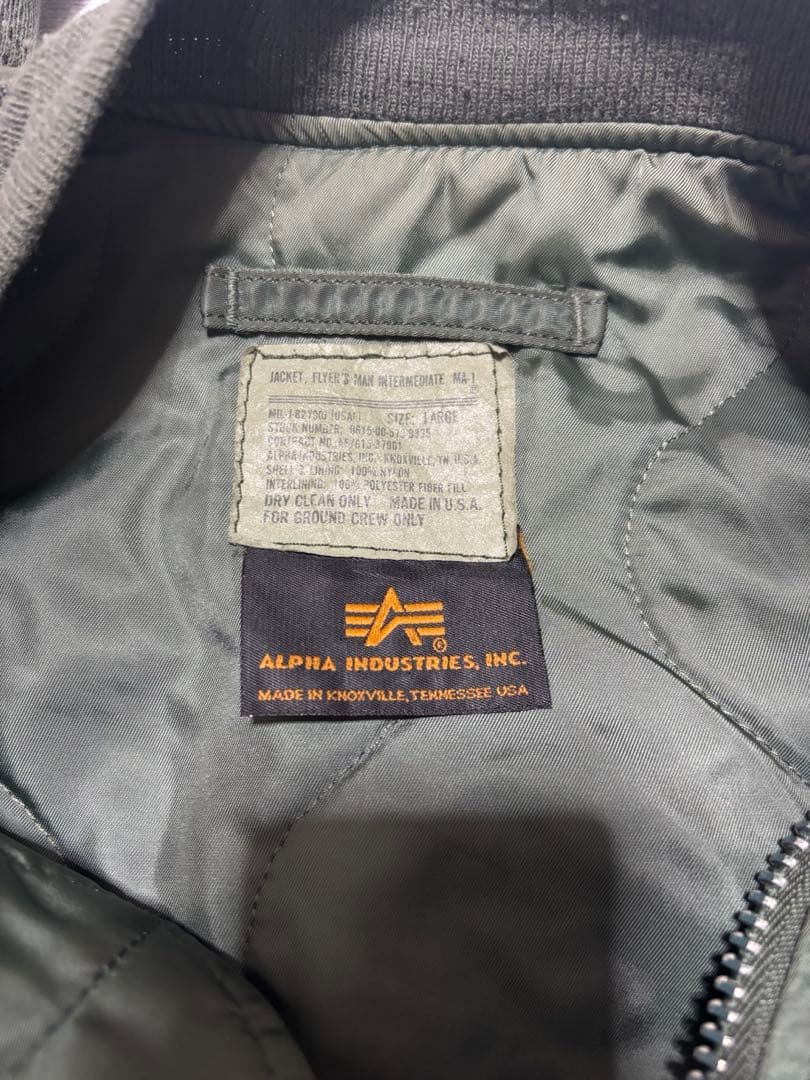 JACKET, FLYER'S MAN INTERMEDIATE MA-1
®
SIZE: LARGE
STOCK NUMBER:
CONTRACT NO.
ALPHA INDUSTRIES, INC. KNOXVILLE, TN. U.S.A.
SHELL & LINING: 100% NYLON
INTERLINING: 100% POLYESTER FIBER FILL
DRY CLEAN ONLY MADE IN U.S.A.
FOR GROUND CREW ONLY
®
ALPHA INDUSTRIES, INC.
MADE IN KNOXVILLE, TENNESSEE USA